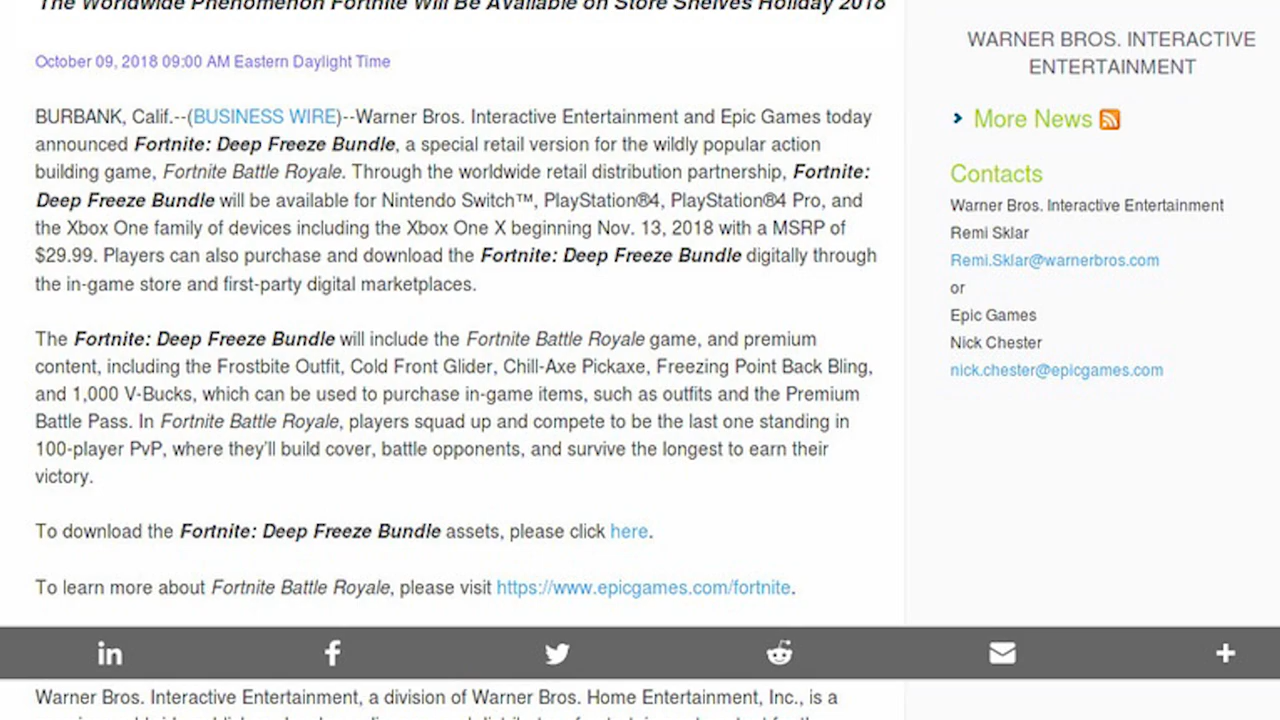 The Worldwide Phenomenon Fortnite Will Be Available on Store Shelves Holiday 2018
October 09, 2018 09:00 AM Eastern Daylight Time
BURBANK, Calif.--(BUSINESS WIRE)--Warner Bros. Interactive Entertainment and Epic Games today
announced Fortnite: Deep Freeze Bundle, a special retail version for the wildly popular action
building game, Fortnite Battle Royale. Through the worldwide retail distribution partnership, Fortnite:
Deep Freeze Bundle will be available for Nintendo Switch™, PlayStation®4, PlayStation®4 Pro, and
the Xbox One family of devices including the Xbox One X beginning Nov. 13, 2018 with a MSRP of
$29.99. Players can also purchase and download the Fortnite: Deep Freeze Bundle digitally through
the in-game store and first-party digital marketplaces.
The Fortnite: Deep Freeze Bundle will include the Fortnite Battle Royale game, and premium
content, including the Frostbite Outfit, Cold Front Glider, Chill-Axe Pickaxe, Freezing Point Back Bling,
and 1,000 V-Bucks, which can be used to purchase in-game items, such as outfits and the Premium
Battle Pass. In Fortnite Battle Royale, players squad up and compete to be the last one standing in
100-player PvP, where they'll build cover, battle opponents, and survive the longest to earn their
victory.
To download the Fortnite: Deep Freeze Bundle assets, please click here.
To learn more about Fortnite Battle Royale, please visit https://www.epicgames.com/fortnite.
Warner Bros. Interactive Entertainment, a division of Warner Bros. Home Entertainment, Inc., is a
WARNER BROS. INTERACTIVE
ENTERTAINMENT
More News
Contacts
Warner Bros. Interactive Entertainment
Remi Sklar
Remi.Sklar@warnerbros.com
or
Epic Games
Nick Chester
nick.chester@epicgames.com